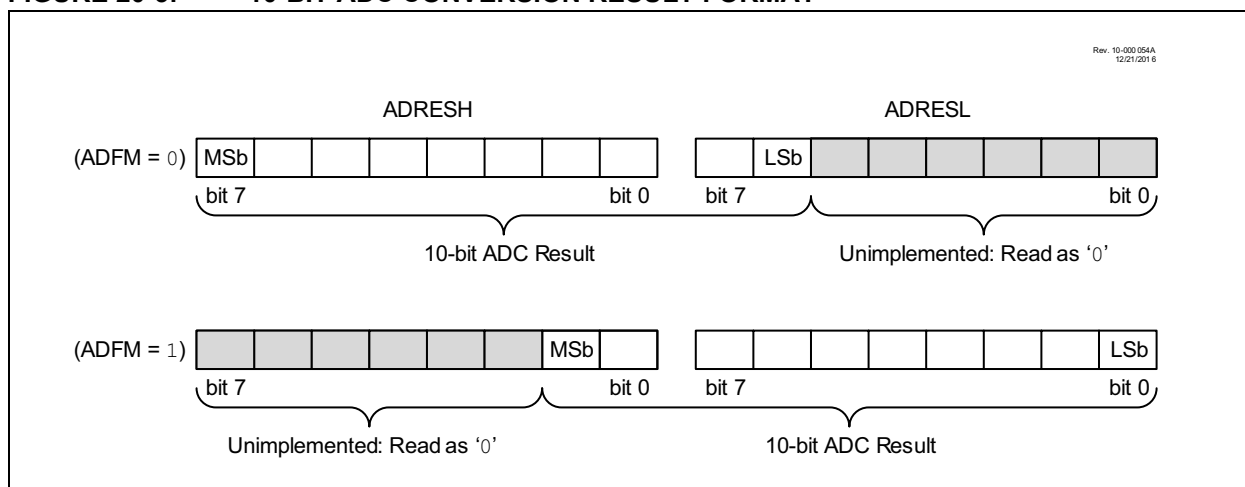 Rev. 10-000 054A
12/21/201 6
ADRESH ADRESL
(ADFM = 0) MSb LSb
bit 7 bit 0 bit 7 bit 0
10-bit ADC Result Unimplemented: Read as ‘0’
(ADFM = 1) MSb LSb
bit 7 bit 0 bit 7 bit 0
Unimplemented: Read as ‘0’ 10-bit ADC Result